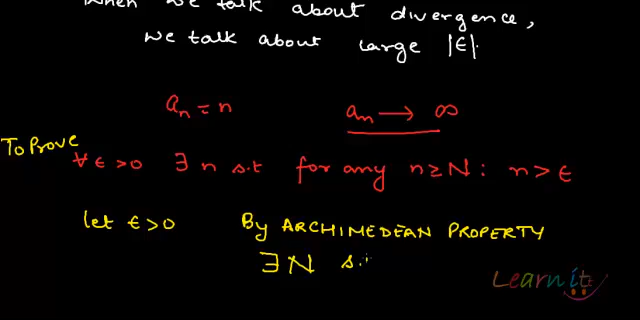 When we talk about divergence,
we talk about large |ϵ|.
aₙ = n    aₙ → ∞
To Prove
∀ ϵ > 0 ∃ n s.t for any n ≥ N : n > ϵ
let ϵ > 0    By ARCHIMEDEAN PROPERTY
∃ N s.t
Learnit